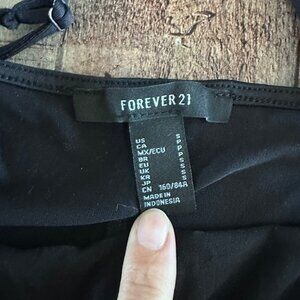 FOREVER 21
US S
CA P
MX/ECU P
BR P
EU S
UK S
KR S
JP S
CN 160/84A
MADE IN
INDONESIA